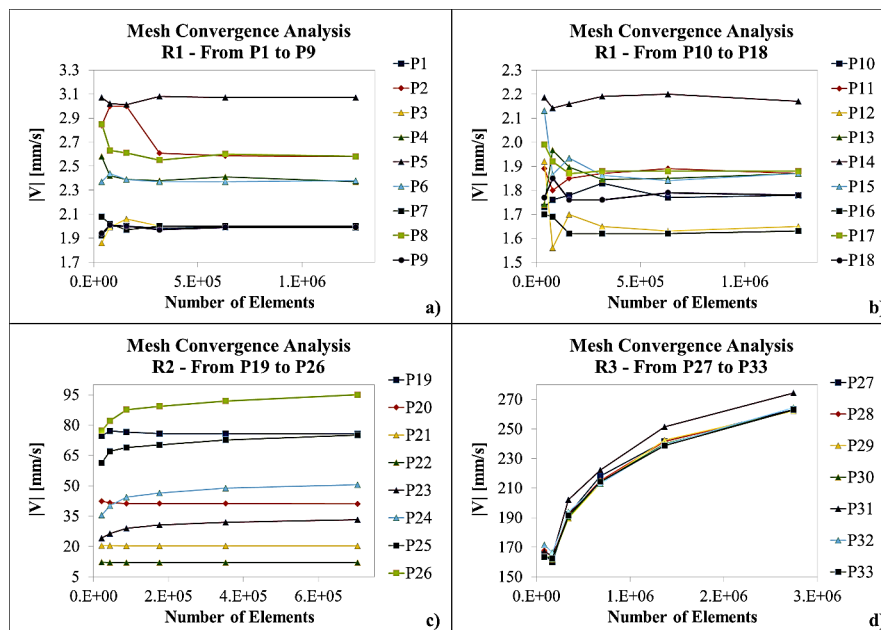 Mesh Convergence Analysis
R1 - From P1 to P9
|V| [mm/s]
3.3
3.1
2.9
2.7
2.5
2.3
2.1
1.9
1.7
0.E+00
5.E+05
1.E+06
Number of Elements
P1
P2
P3
P4
P5
P6
P7
P8
P9
a)
Mesh Convergence Analysis
R1 - From P10 to P18
|V| [mm/s]
2.3
2.2
2.1
2.0
1.9
1.8
1.7
1.6
1.5
0.E+00
5.E+05
1.E+06
Number of Elements
P10
P11
P12
P13
P14
P15
P16
P17
P18
b)
Mesh Convergence Analysis
R2 - From P19 to P26
|V| [mm/s]
95
80
65
50
35
20
5
0.E+00
2.E+05
4.E+05
6.E+05
Number of Elements
P19
P20
P21
P22
P23
P24
P25
P26
c)
Mesh Convergence Analysis
R3 - From P27 to P33
|V| [mm/s]
270
250
230
210
190
170
150
0.E+00
1.E+06
2.E+06
3.E+06
Number of Elements
P27
P28
P29
P30
P31
P32
P33
d)